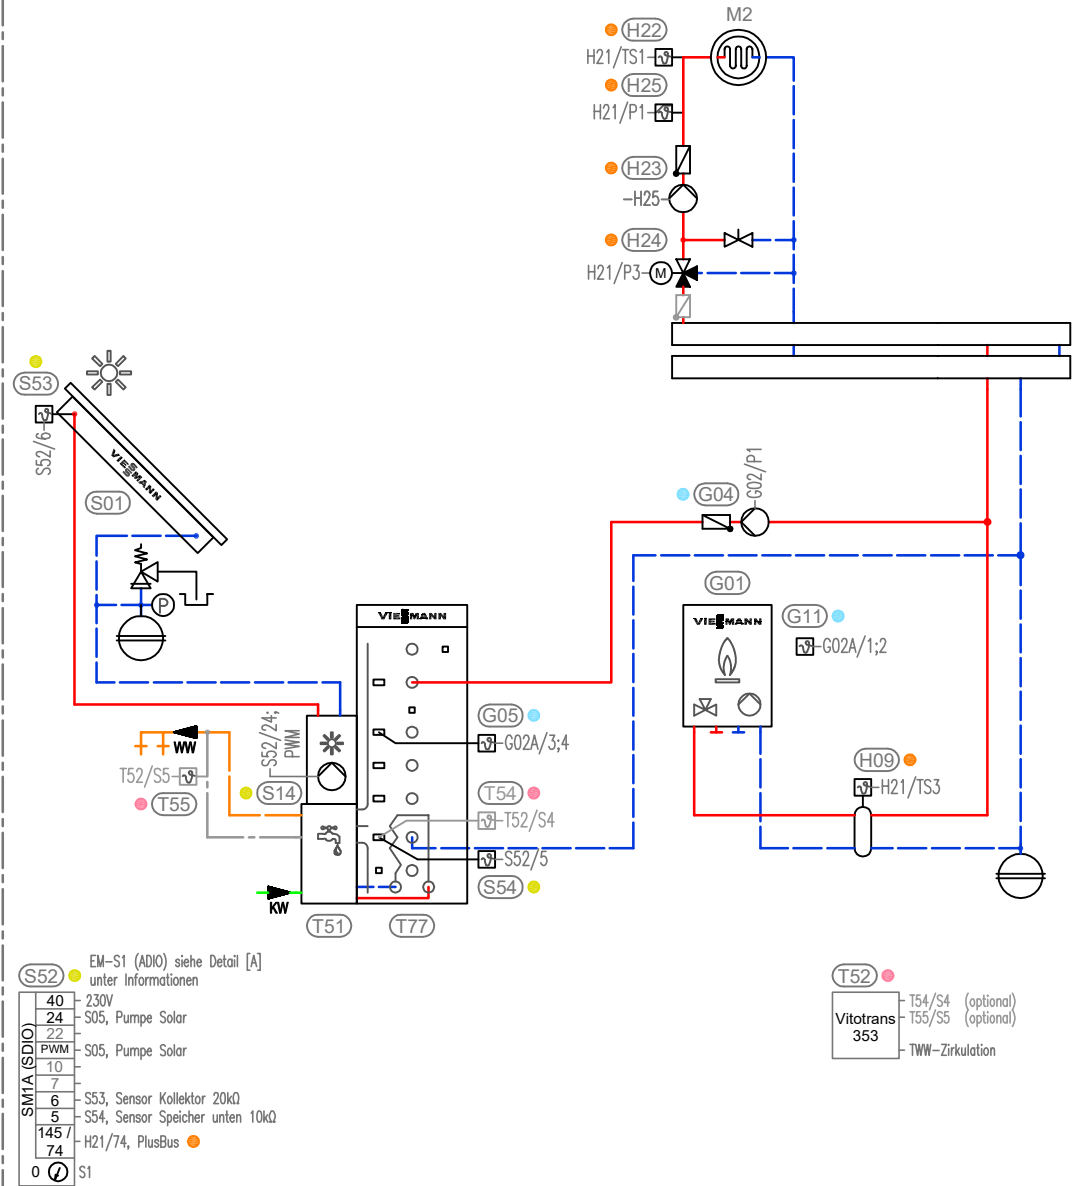 M2
H22
H21/TS1
H25
H21/P1
H23
H25
H24
H21/P3
M
S53
S52/6
VIESSMANN
S01
G04
G02/P1
G01
P
VIESSMANN
VIESSMANN
G11
G02A/1;2
S52/24;
PWM
G05
G02A/3;4
WW
T52/S5
T55
S14
H09
H21/TS3
T54
T52/S4
S52/5
S54
KW
T51
T77
S52
EM-S1 (ADIO) siehe Detail [A]
unter Informationen
SM1A (SDIO)
40 230V
24 S05, Pumpe Solar
22
PWM S05, Pumpe Solar
10
7
6 S53, Sensor Kollektor 20kΩ
5 S54, Sensor Speicher unten 10kΩ
145 /
74 H21/74, PlusBus
0 S1
T52
Vitotrans
353
T54/S4 (optional)
T55/S5 (optional)
TWW-Zirkulation